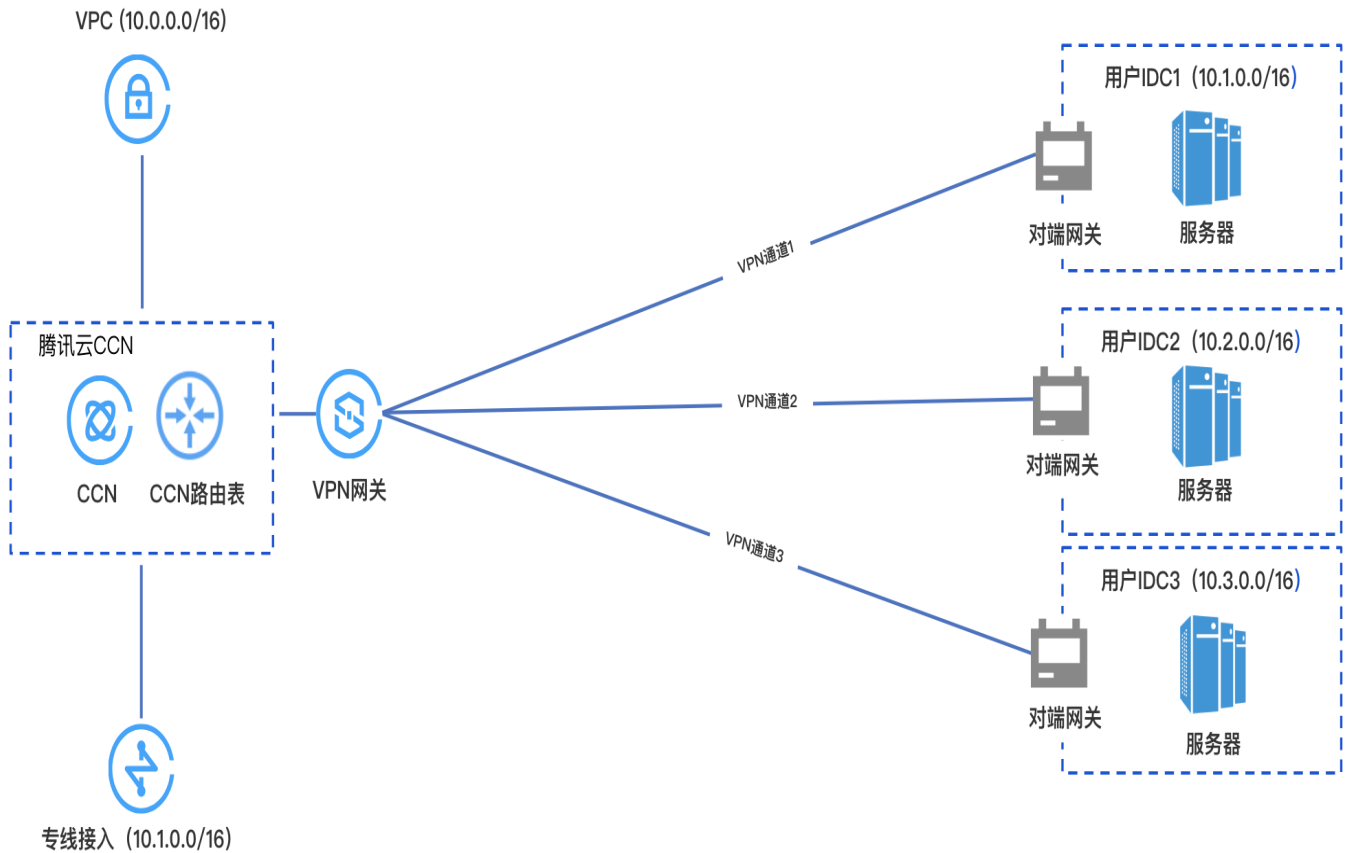 VPC (10.0.0.0/16)
腾讯云CCN
CCN
CCN路由表
VPN网关
专线接入（10.1.0.0/16）
VPN通道1
VPN通道2
VPN通道3
用户IDC1（10.1.0.0/16）
对端网关
服务器
用户IDC2（10.2.0.0/16）
对端网关
服务器
用户IDC3（10.3.0.0/16）
对端网关
服务器